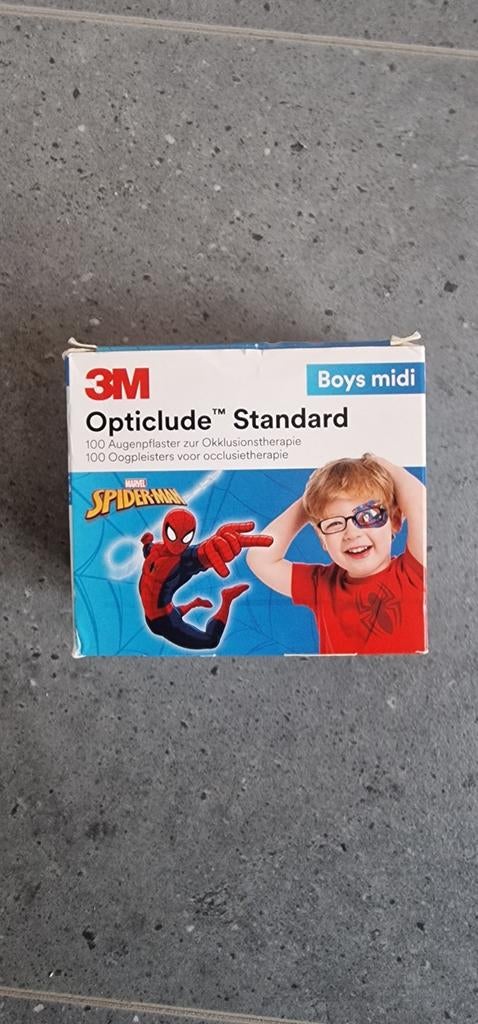 3M
Boys midi
Opticlude™ Standard
100 Augenpflaster zur Okklusionstherapie
100 Oogpleisters voor occlusietherapie
MARVEL
SPIDER-MAN